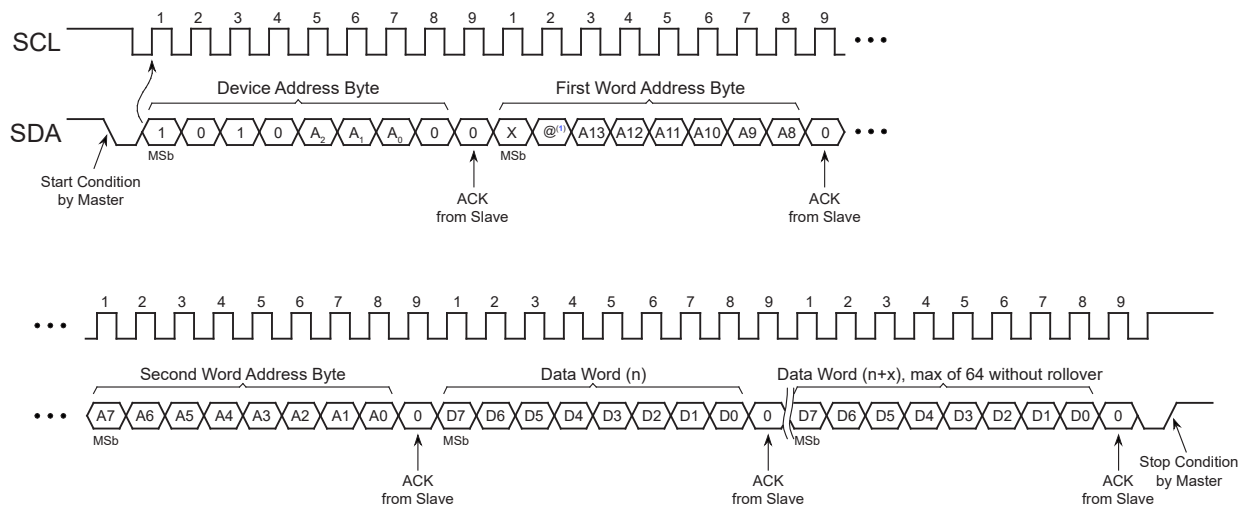 1 2 3 4 5 6 7 8 9 1 2 3 4 5 6 7 8 9
SCL
Device Address Byte First Word Address Byte
SDA 1 0 1 0 A2 A1 A0 0 0 X @(1) A13 A12 A11 A10 A9 A8 0
MSb MSb
Start Condition
by Master
ACK
from Slave
ACK
from Slave
1 2 3 4 5 6 7 8 9 1 2 3 4 5 6 7 8 9 1 2 3 4 5 6 7 8 9
Second Word Address Byte Data Word (n) Data Word (n+x), max of 64 without rollover
A7 A6 A5 A4 A3 A2 A1 A0 0 D7 D6 D5 D4 D3 D2 D1 D0 0 D7 D6 D5 D4 D3 D2 D1 D0 0
MSb MSb MSb
ACK
from Slave
ACK
from Slave
ACK
from Slave
Stop Condition
by Master